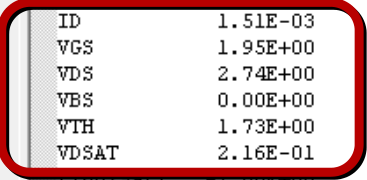 ID 1.51E-03
VGS 1.95E+00
VDS 2.74E+00
VBS 0.00E+00
VTH 1.73E+00
VDSAT 2.16E-01